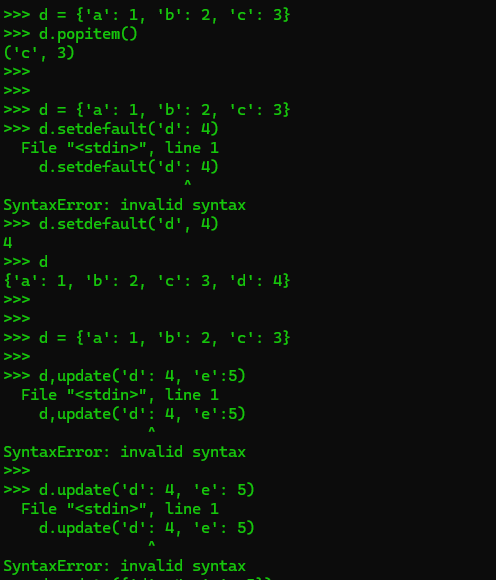 >>> d = {'a': 1, 'b': 2, 'c': 3}
>>> d.popitem()
('c', 3)
>>>
>>>
>>> d = {'a': 1, 'b': 2, 'c': 3}
>>> d.setdefault('d': 4)
  File "<stdin>", line 1
    d.setdefault('d': 4)
                    ^
SyntaxError: invalid syntax
>>> d.setdefault('d', 4)
4
>>> d
{'a': 1, 'b': 2, 'c': 3, 'd': 4}
>>>
>>>
>>> d = {'a': 1, 'b': 2, 'c': 3}
>>>
>>> d,update('d': 4, 'e':5)
  File "<stdin>", line 1
    d,update('d': 4, 'e':5)
                ^
SyntaxError: invalid syntax
>>>
>>> d.update('d': 4, 'e': 5)
  File "<stdin>", line 1
    d.update('d': 4, 'e': 5)
                ^
SyntaxError: invalid syntax